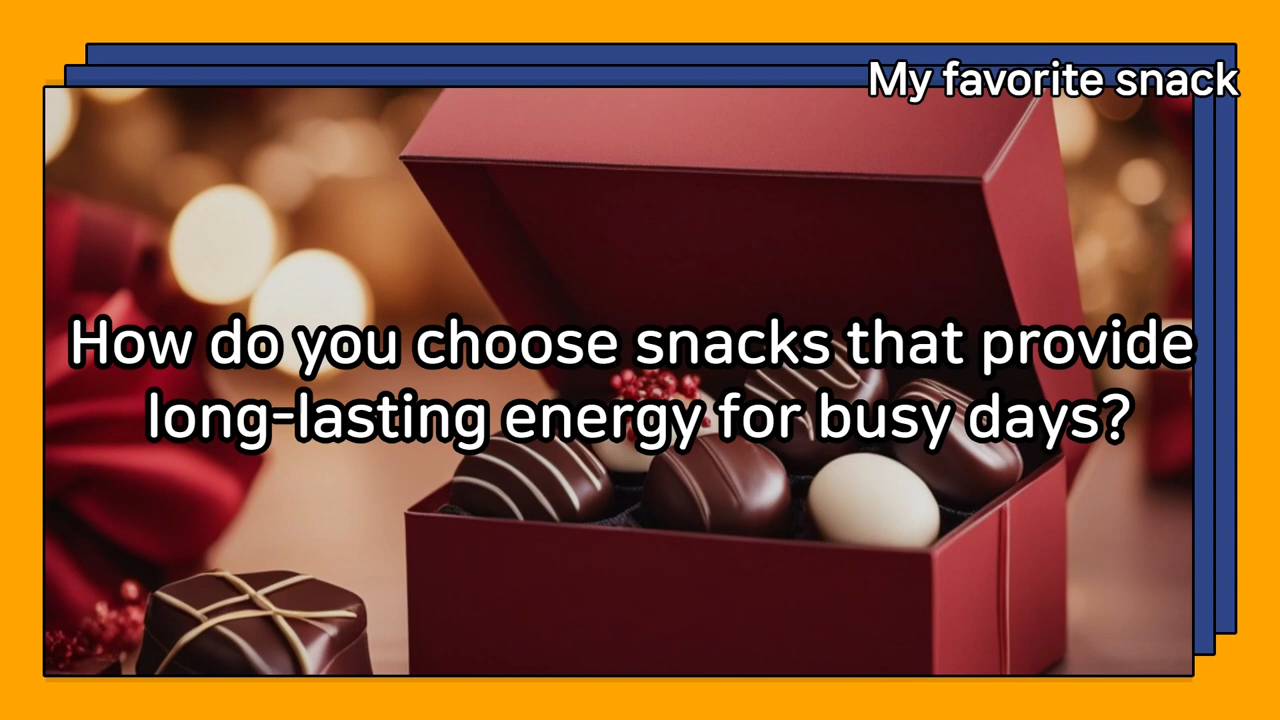 My favorite snack
How do you choose snacks that provide
long-lasting energy for busy days?